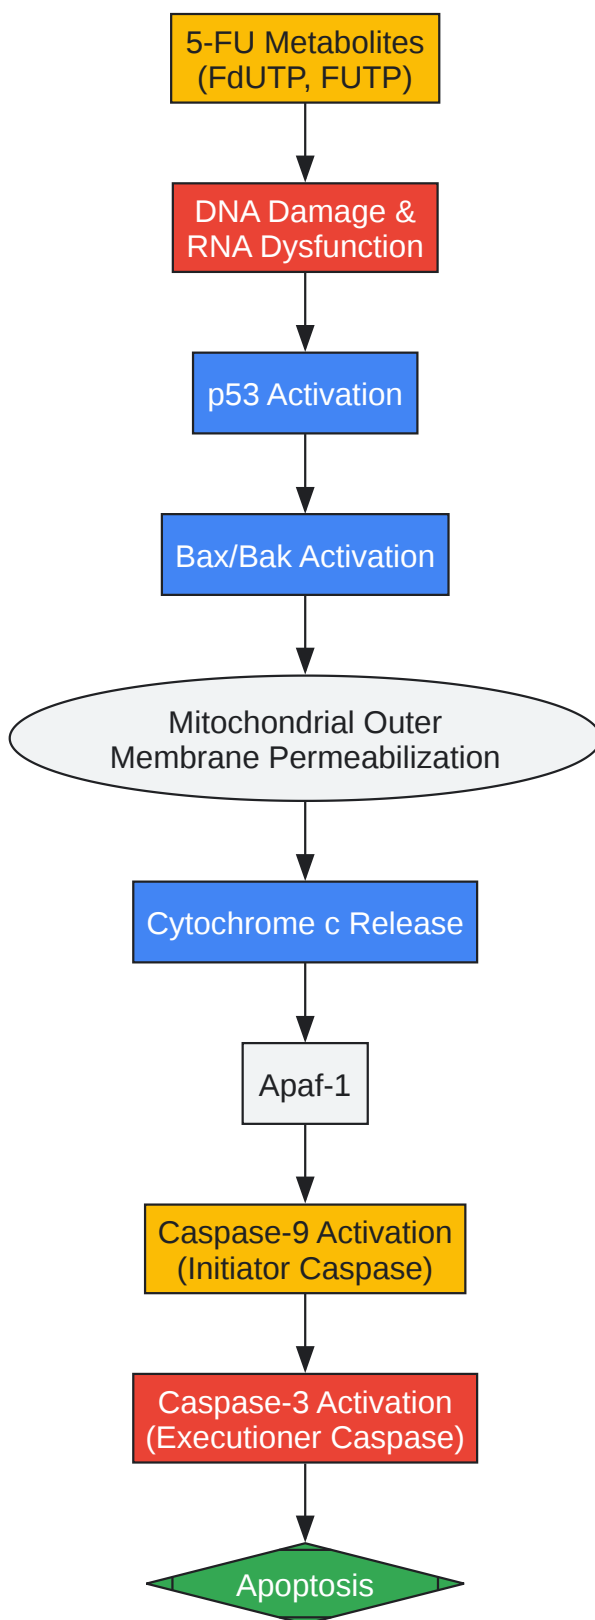 5-FU Metabolites
(FdUTP, FUTP)
DNA Damage &
RNA Dysfunction
p53 Activation
Bax/Bak Activation
Mitochondrial Outer
Membrane Permeabilization
Cytochrome c Release
Apaf-1
Caspase-9 Activation
(Initiator Caspase)
Caspase-3 Activation
(Executioner Caspase)
Apoptosis